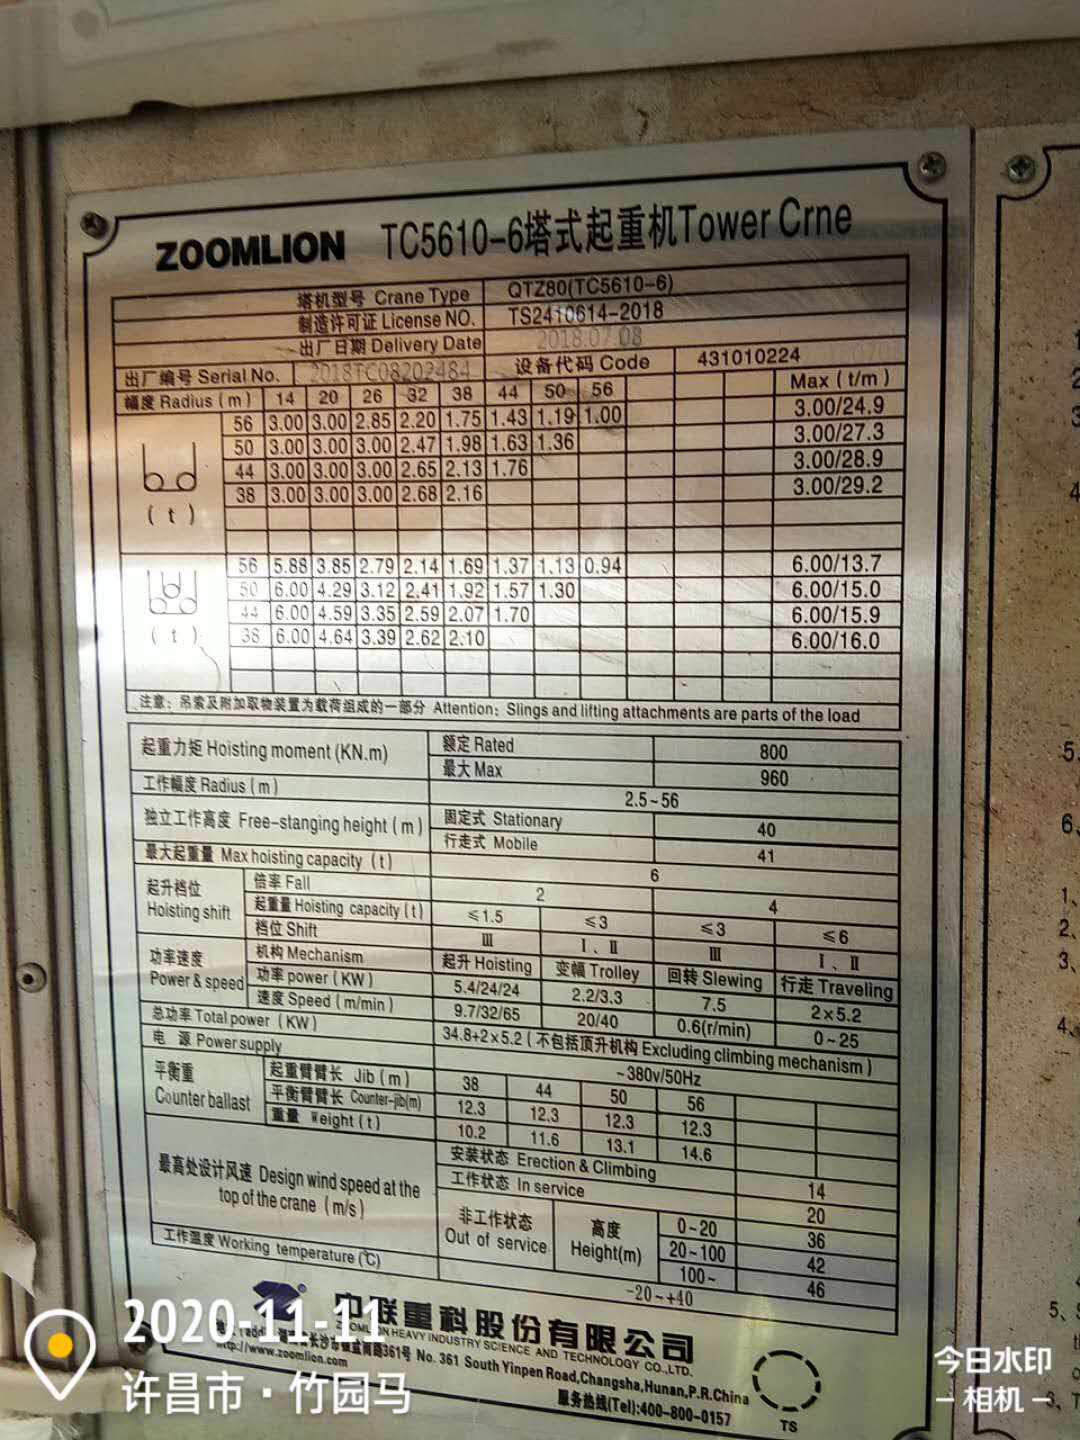 ZOOMLION TC5610-6塔式起重机Tower Crne
塔机型号 Crane Type QTZ80(TC5610-6)
制造许可证 License NO. TS2410614-2018
出厂日期 Delivery Date 2018.07.08
出厂编号 Serial No. 2018TC08202484 设备代码 Code 431010224
幅度 Radius (m) 14 20 26 32 38 44 50 56 Max (t/m)
56 3.00 3.00 2.85 2.20 1.75 1.43 1.19 1.00 3.00/24.9
50 3.00 3.00 3.00 2.47 1.98 1.63 1.36 3.00/27.3
44 3.00 3.00 3.00 2.65 2.13 1.76 3.00/28.9
38 3.00 3.00 3.00 2.68 2.16 3.00/29.2
(t)
56 5.88 3.85 2.79 2.14 1.69 1.37 1.13 0.94 6.00/13.7
50 6.00 4.29 3.12 2.41 1.92 1.57 1.30 6.00/15.0
44 6.00 4.59 3.35 2.59 2.07 1.70 6.00/15.9
38 6.00 4.64 3.39 2.62 2.10 6.00/16.0
(t)
注意：吊索及附加取物装置为载荷组成的一部分 Attention: Slings and lifting attachments are parts of the load
起重力矩 Hoisting moment (KN.m) 额定 Rated 800
最大 Max 960
工作幅度 Radius (m) 2.5~56
独立工作高度 Free-stanging height (m) 固定式 Stationary 40
行走式 Mobile 41
最大起重量 Max hoisting capacity (t) 6
起升档位 Hoisting shift 倍率 Fall 2 4
起重量 Hoisting capacity (t) ≤1.5 ≤3 ≤3 ≤6
档位 Shift Ⅲ Ⅰ、Ⅱ Ⅲ Ⅰ、Ⅱ
功率速度 Power & speed 机构 Mechanism 起升 Hoisting 变幅 Trolley 回转 Slewing 行走 Traveling
功率 power (KW) 5.4/24/24 2.2/3.3 7.5 2×5.2
速度 Speed (m/min) 9.7/32/65 20/40 0.6(r/min) 0~25
总功率 Total power (KW) 34.8+2×5.2 (不包括顶升机构 Excluding climbing mechanism)
电 源 Power supply ~380v/50Hz
平衡重 Counter ballast 起重臂臂长 Jib (m) 38 44 50 56
平衡臂臂长 Counter-jib(m) 12.3 12.3 12.3 12.3
重量 Weight (t) 10.2 11.6 13.1 14.6
最高处设计风速 Design wind speed at the top of the crane (m/s) 安装状态 Erection & Climbing 14
工作状态 In service 20
非工作状态 Out of service 高度 Height(m) 0~20 36
20~100 42
100~ 46
工作温度 Working temperature (℃) -20~+40
中联重科股份有限公司
ZOOMLION HEAVY INDUSTRY SCIENCE AND TECHNOLOGY CO.,LTD.
361号 No. 361 South Yinpen Road,Changsha,Hunan,P.R.China
http://www.zoomlion.com
服务热线(Tel):400-800-0157
TS
2020-11-11
许昌市·竹园马
今日水印
相机
1、
2、
3、
4、
5、
6、